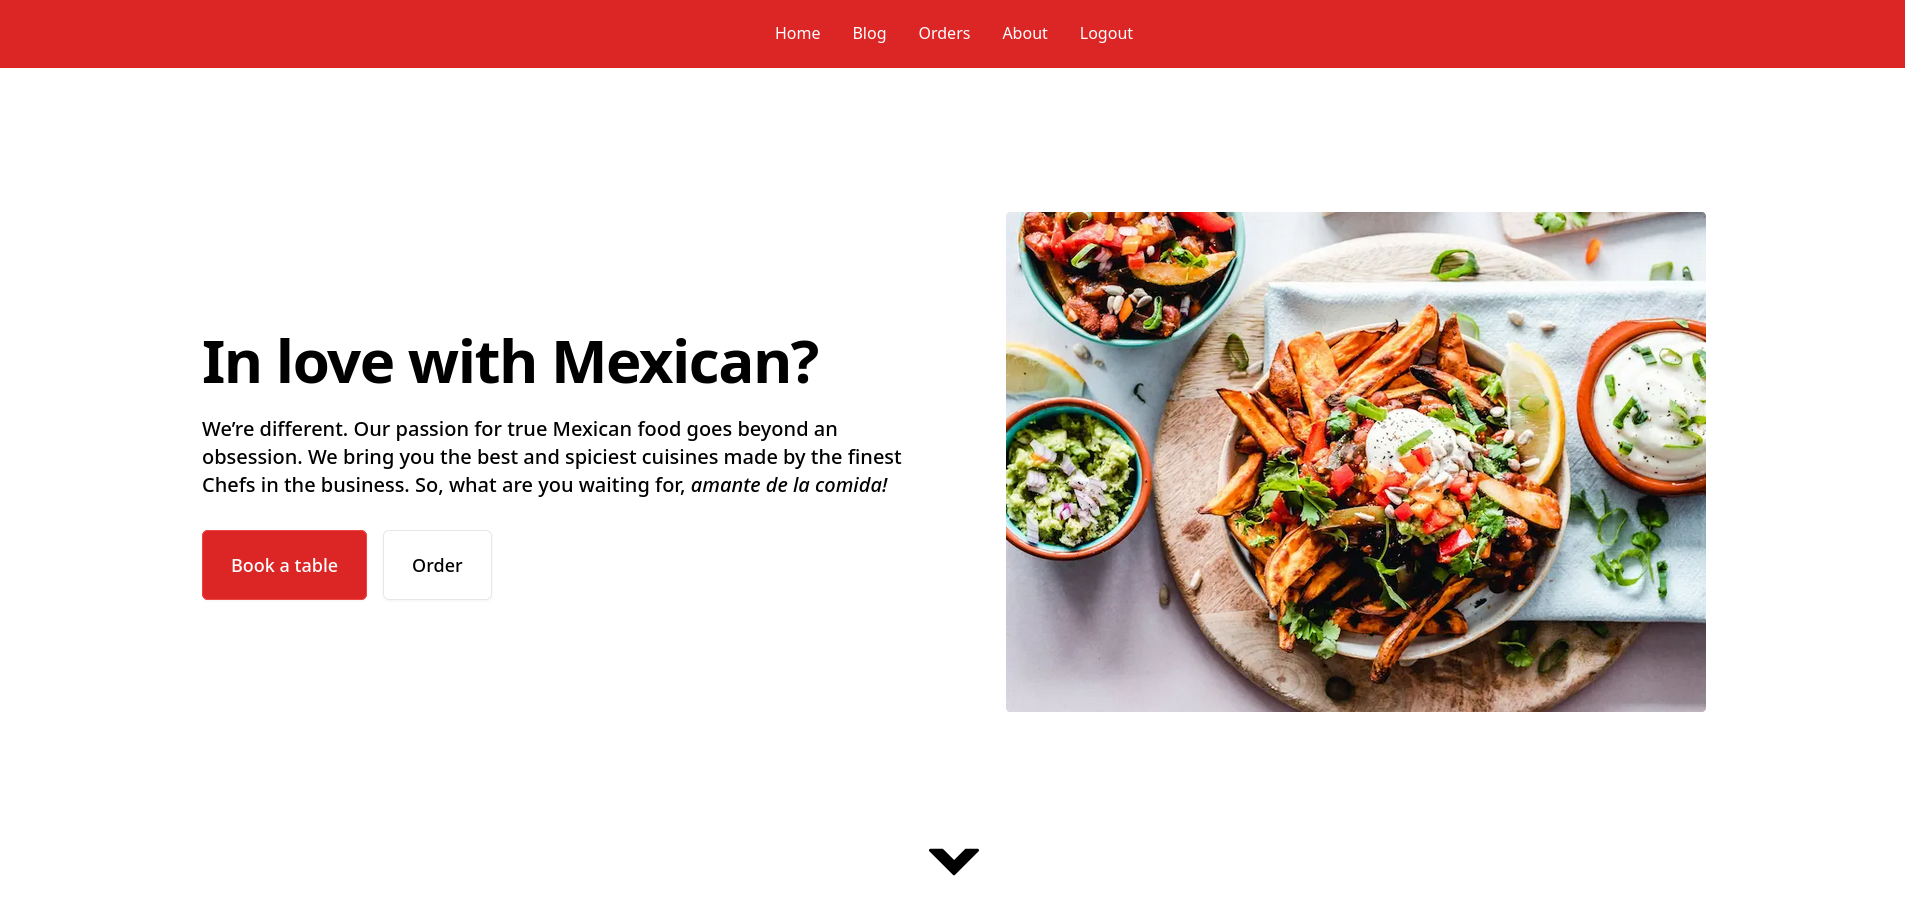 Home Blog Orders About Logout
In love with Mexican?
We’re different. Our passion for true Mexican food goes beyond an
obsession. We bring you the best and spiciest cuisines made by the finest
Chefs in the business. So, what are you waiting for, amante de la comida!
Book a table Order